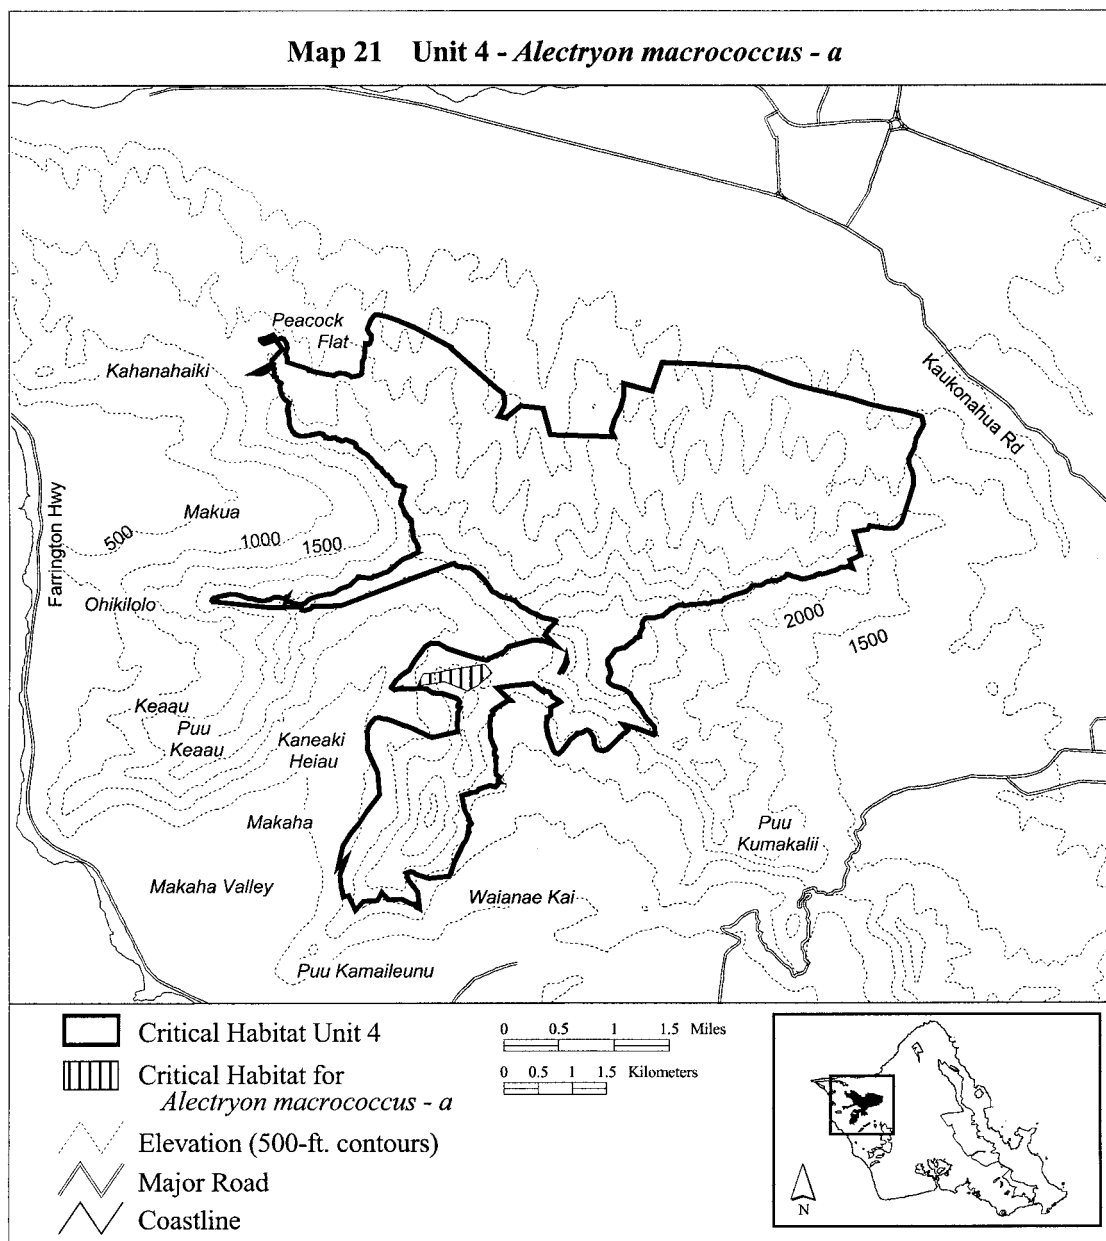 Map 21 Unit 4 - Alectryon macrococcus - a
Peacock
Flat
Kahanahaiki
Kaukonahua Rd
Farrington Hwy
Makua
500
1000
1500
Ohikilolo
2000
1500
Keaau
Puu
Keaau
Kaneaki
Heiau
Makaha
Puu
Kumakalii
Makaha Valley
Waianae Kai
Puu Kamaileunu
Critical Habitat Unit 4
Critical Habitat for
Alectryon macrococcus - a
Elevation (500-ft. contours)
Major Road
Coastline
0 0.5 1 1.5 Miles
0 0.5 1 1.5 Kilometers
N